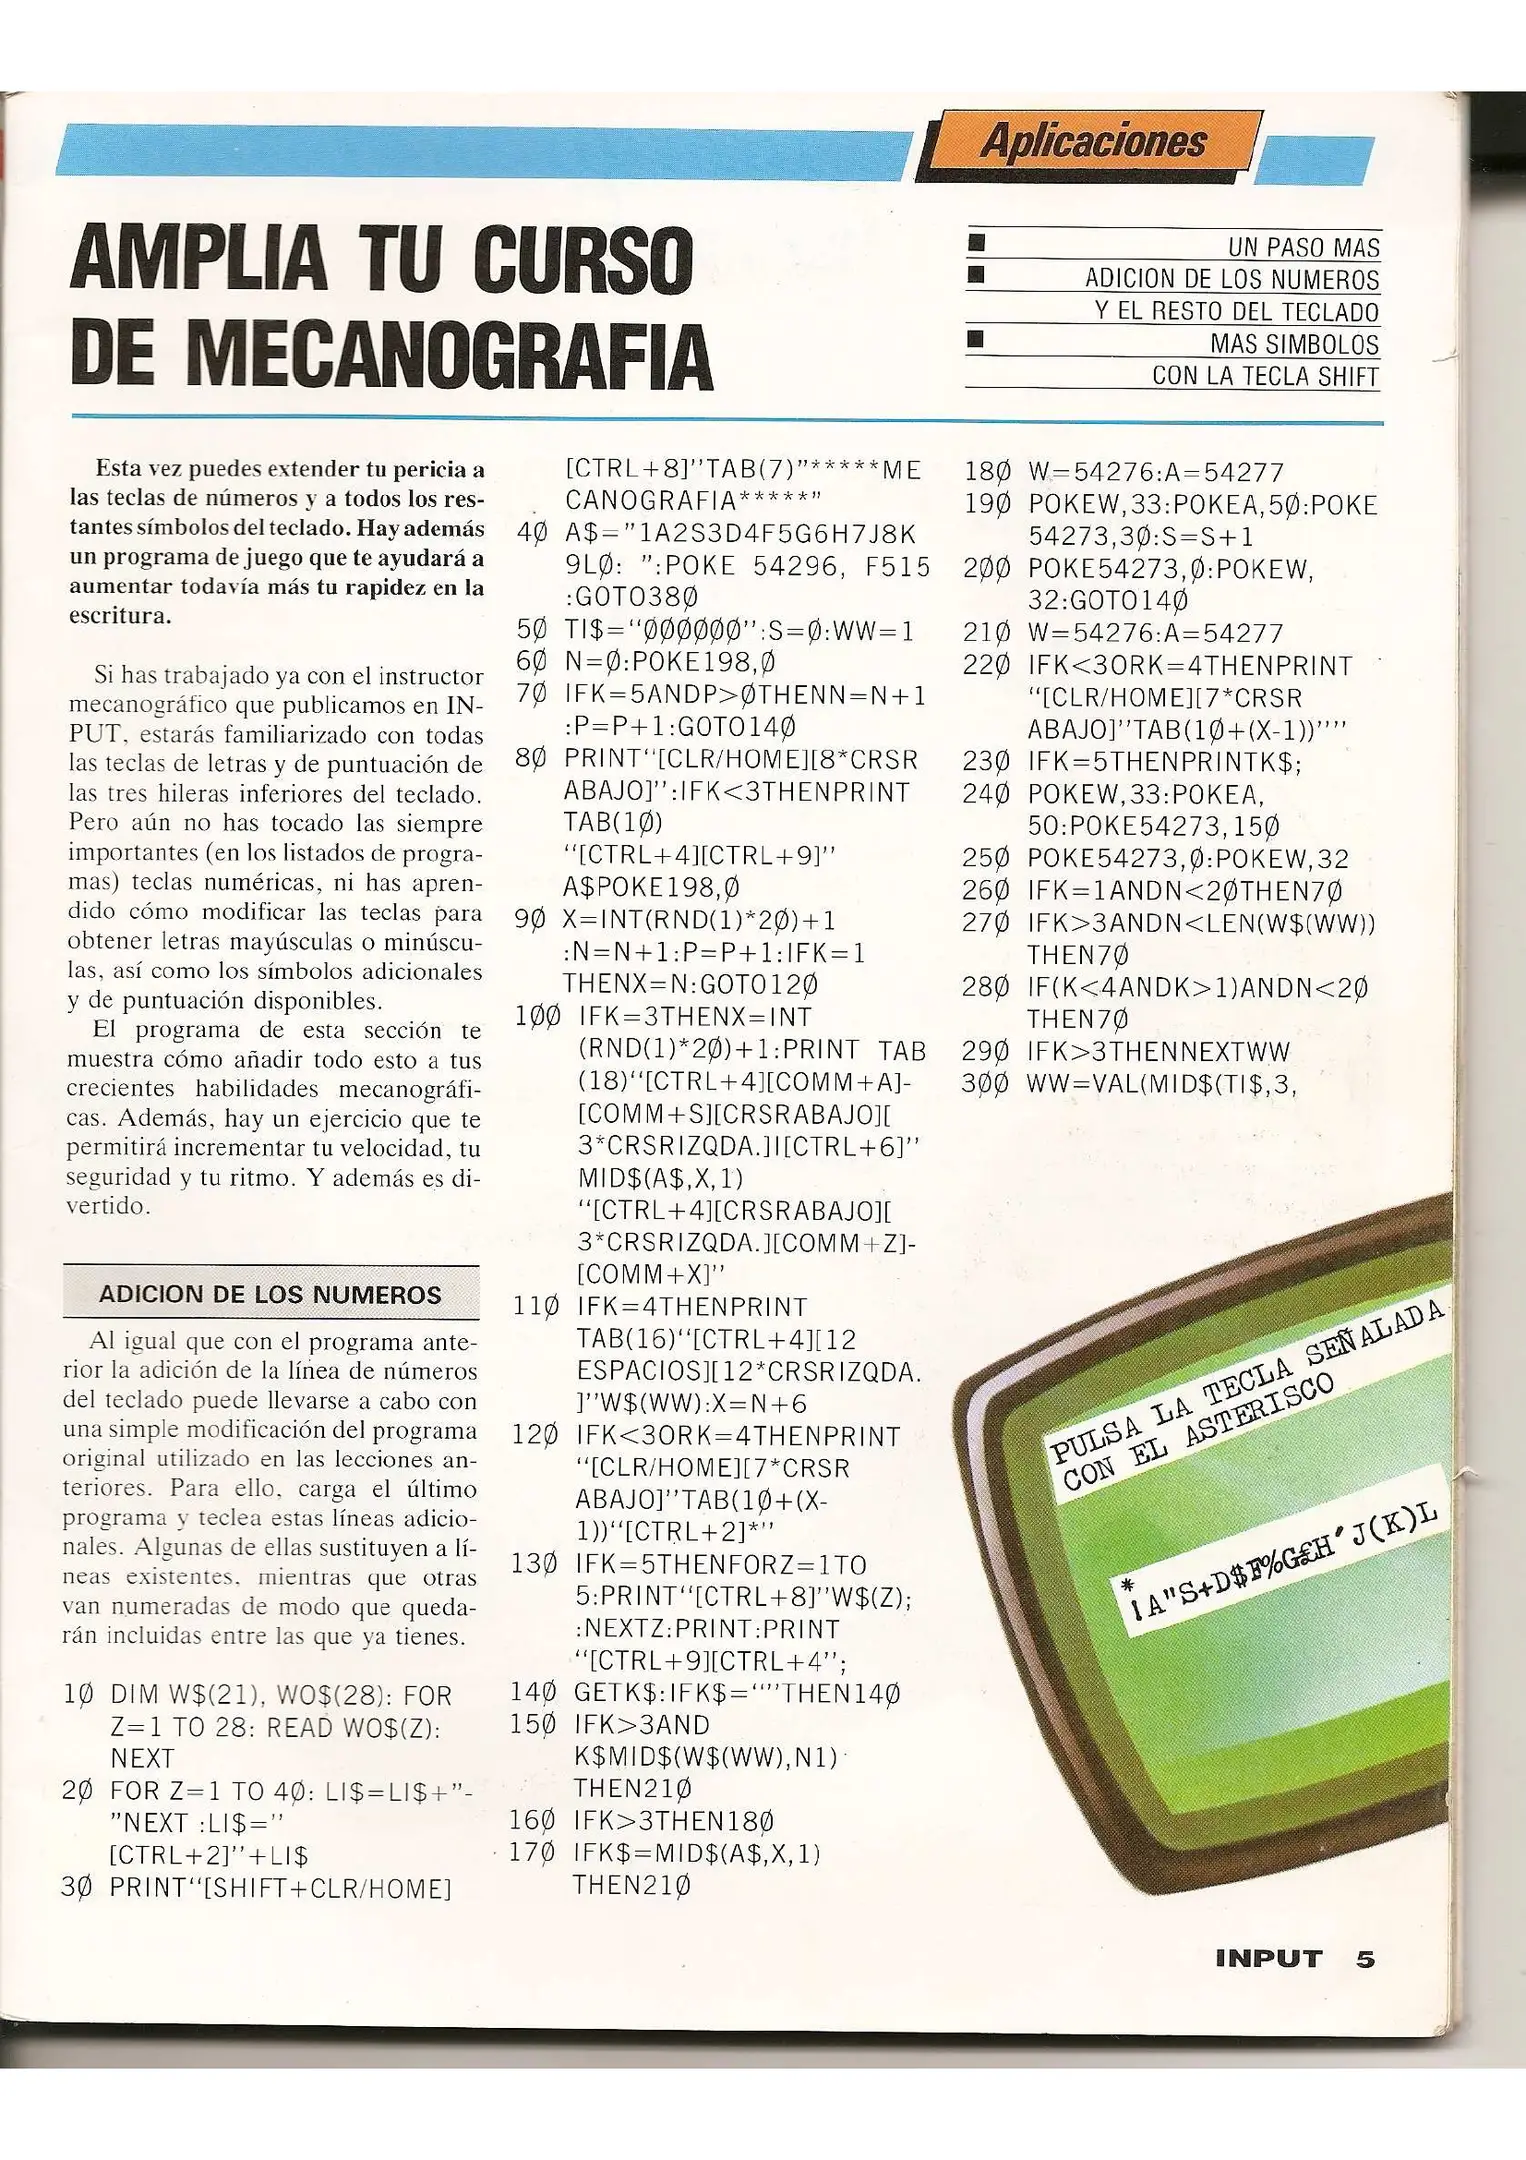 Aplicaciones
AMPLIA TU CURSO
DE MECANOGRAFIA
UN PASO MAS
ADICION DE LOS NUMEROS
Y EL RESTO DEL TECLADO
MAS SIMBOLOS
CON LA TECLA SHIFT
Esta vez puedes extender tu pericia a
las teclas de números y a todos los res-
tantes símbolos del teclado. Hay además
un programa de juego que te ayudará a
aumentar todavía más tu rapidez en la
escritura.
Si has trabajado ya con el instructor
mecanográfico que publicamos en IN-
PUT, estarás familiarizado con todas
las teclas de letras y de puntuación de
las tres hileras inferiores del teclado.
Pero aún no has tocado las siempre
importantes (en los listados de progra-
mas) teclas numéricas, ni has apren-
dido cómo modificar las teclas para
obtener letras mayúsculas o minúscu-
las, así como los símbolos adicionales
y de puntuación disponibles.
El programa de esta sección te
muestra cómo añadir todo esto a tus
crecientes habilidades mecanográfi-
cas. Además, hay un ejercicio que te
permitirá incrementar tu velocidad, tu
seguridad y tu ritmo. Y además es di-
vertido.
ADICION DE LOS NUMEROS
Al igual que con el programa ante-
rior la adición de la línea de números
del teclado puede llevarse a cabo con
una simple modificación del programa
original utilizado en las lecciones an-
teriores. Para ello, carga el último
programa y teclea estas líneas adicio-
nales. Algunas de ellas sustituyen a lí-
neas existentes, mientras que otras
van numeradas de modo que queda-
rán incluidas entre las que ya tienes.
10 DIM W$(21), WO$(28): FOR
Z=1 TO 28: READ WO$(Z):
NEXT
20 FOR Z=1 TO 40: LI$=LI$+"-
"NEXT :LI$="
[CTRL+2]"+LI$
30 PRINT"[SHIFT+CLR/HOME]
[CTRL+8]"TAB(7)"*****ME
CANOGRAFIA*****"
40 A$="1A2S3D4F5G6H7J8K
9L0: ":POKE 54296, F515
:GOTO380
50 TI$="000000":S=0:WW=1
60 N=0:POKE198,0
70 IFK=5ANDP>0THENN=N+1
:P=P+1:GOTO140
80 PRINT"[CLR/HOME][8*CRSR
ABAJO]":IFK<3THENPRINT
TAB(10)
"[CTRL+4][CTRL+9]"
A$POKE198,0
90 X=INT(RND(1)*20)+1
:N=N+1:P=P+1:IFK=1
THENX=N:GOTO120
100 IFK=3THENX=INT
(RND(1)*20)+1:PRINT TAB
(18)"[CTRL+4][COMM+A]-
[COMM+S][CRSRABAJO][
3*CRSRIZQDA.]I[CTRL+6]"
MID$(A$,X,1)
"[CTRL+4][CRSRABAJO][
3*CRSRIZQDA.][COMM+Z]-
[COMM+X]"
110 IFK=4THENPRINT
TAB(16)"[CTRL+4][12
ESPACIOS][12*CRSRIZQDA.
]"W$(WW):X=N+6
120 IFK<3ORK=4THENPRINT
"[CLR/HOME][7*CRSR
ABAJO]"TAB(10+(X-
1))"[CTRL+2]*"
130 IFK=5THENFORZ=1TO
5:PRINT"[CTRL+8]"W$(Z);
:NEXTZ:PRINT:PRINT
"[CTRL+9][CTRL+4";
140 GETK$:IFK$=""THEN140
150 IFK>3AND
K$MID$(W$(WW),N1)
THEN210
160 IFK>3THEN180
170 IFK$=MID$(A$,X,1)
THEN210
180 W=54276:A=54277
190 POKEW,33:POKEA,50:POKE
54273,30:S=S+1
200 POKE54273,0:POKEW,
32:GOTO140
210 W=54276:A=54277
220 IFK<3ORK=4THENPRINT
"[CLR/HOME][7*CRSR
ABAJO]"TAB(10+(X-1))""
230 IFK=5THENPRINTK$;
240 POKEW,33:POKEA,
50:POKE54273,150
250 POKE54273,0:POKEW,32
260 IFK=1ANDN<20THEN70
270 IFK>3ANDN<LEN(W$(WW))
THEN70
280 IF(K<4ANDK>1)ANDN<20
THEN70
290 IFK>3THENNEXTWW
300 WW=VAL(MID$(TI$,3,
PULSA LA TECLA SEÑALADA
CON EL ASTERISCO
*
!A"S+D$F%G£H'J(K)L
INPUT 5